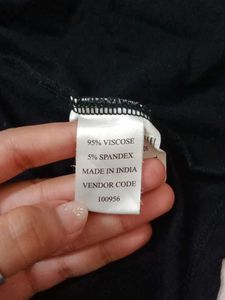 95% VISCOSE
5% SPANDEX
MADE IN INDIA
VENDOR CODE
100956